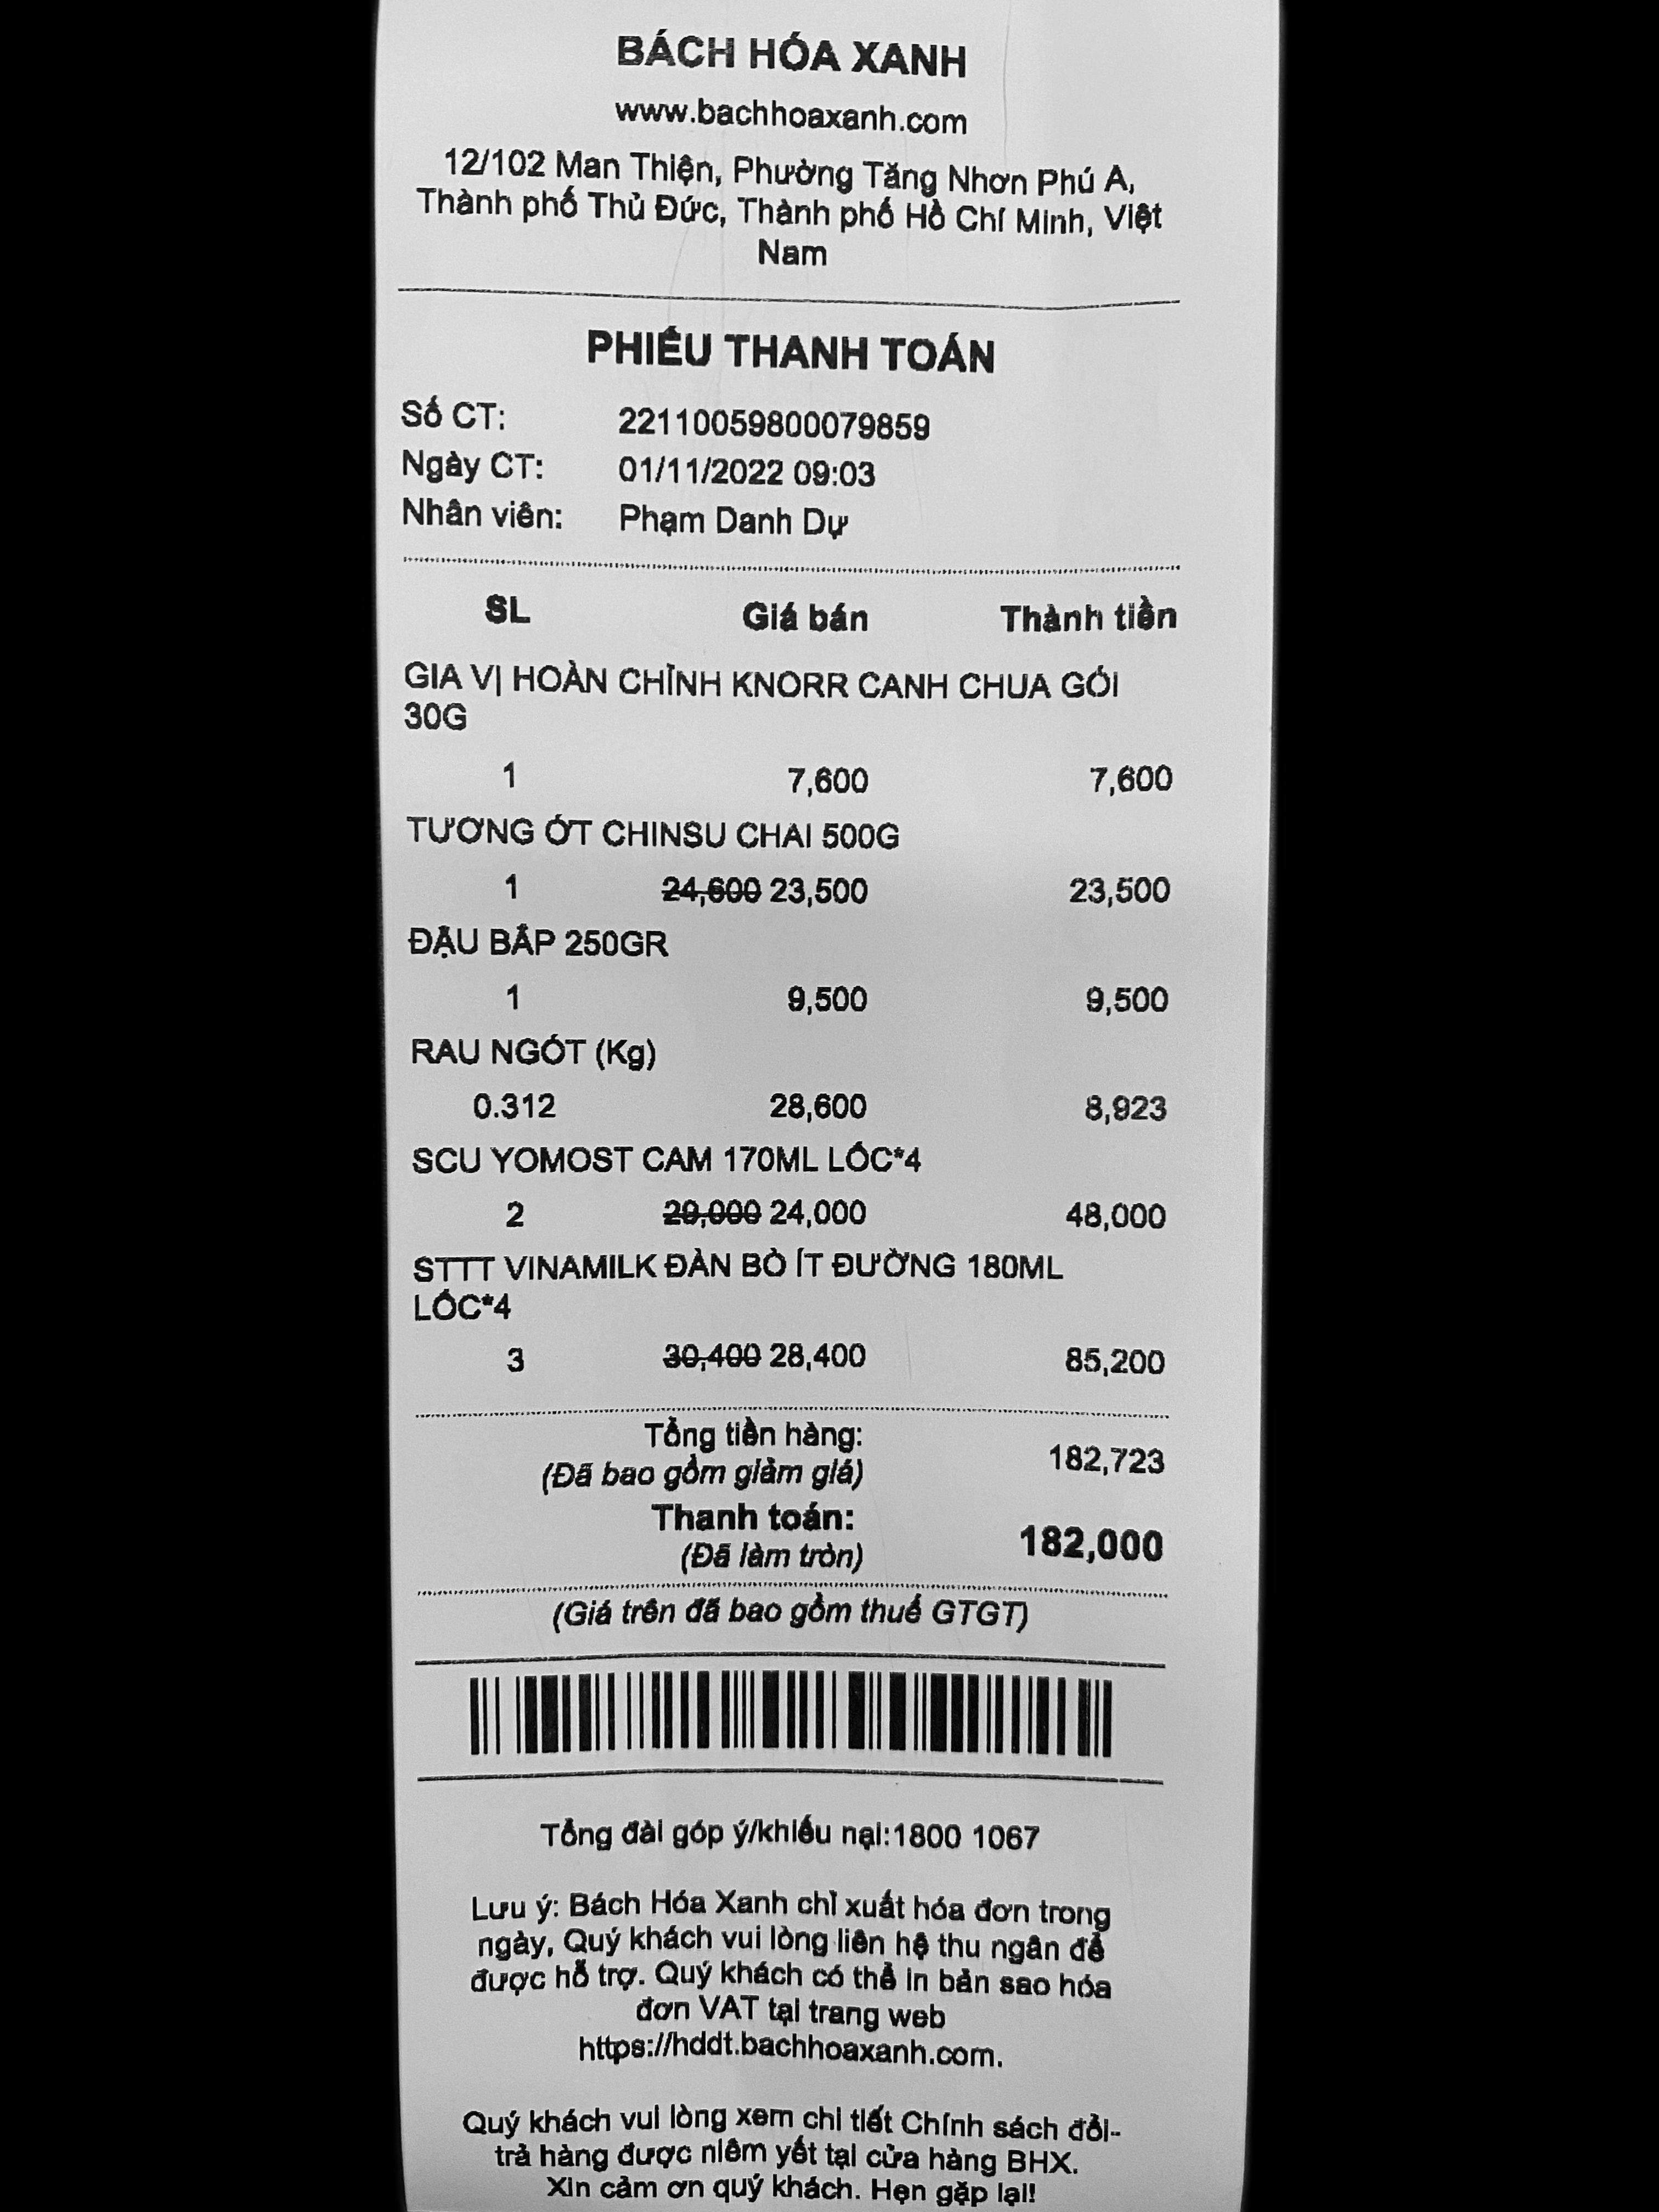 BÁCH HÓA XANH
www.bachhoaxanh.com
12/102 Man Thiện, Phường Tăng Nhơn Phú A,
Thành phố Thủ Đức, Thành phố Hồ Chí Minh, Việt
Nam
PHIẾU THANH TOÁN
Số CT: 22110059800079859
Ngày CT: 01/11/2022 09:03
Nhân viên: Phạm Danh Dự
SL Giá bán Thành tiền
GIA VỊ HOÀN CHỈNH KNORR CANH CHUA GÓI
30G
1 7,600 7,600
TƯƠNG ỚT CHINSU CHAI 500G
1 24,600 23,500 23,500
ĐẬU BẮP 250GR
1 9,500 9,500
RAU NGÓT (Kg)
0.312 28,600 8,923
SCU YOMOST CAM 170ML LỐC*4
2 29,000 24,000 48,000
STTT VINAMILK ĐÀN BÒ ÍT ĐƯỜNG 180ML
LỐC*4
3 30,400 28,400 85,200
Tổng tiền hàng: 182,723
(Đã bao gồm giảm giá)
Thanh toán: 182,000
(Đã làm tròn)
(Giá trên đã bao gồm thuế GTGT)
Tổng đài góp ý/khiếu nại:1800 1067
Lưu ý: Bách Hóa Xanh chỉ xuất hóa đơn trong
ngày, Quý khách vui lòng liên hệ thu ngân để
được hỗ trợ. Quý khách có thể in bản sao hóa
đơn VAT tại trang web
https://hddt.bachhoaxanh.com.
Quý khách vui lòng xem chi tiết Chính sách đổi-
trả hàng được niêm yết tại cửa hàng BHX.
Xin cảm ơn quý khách. Hẹn gặp lại!